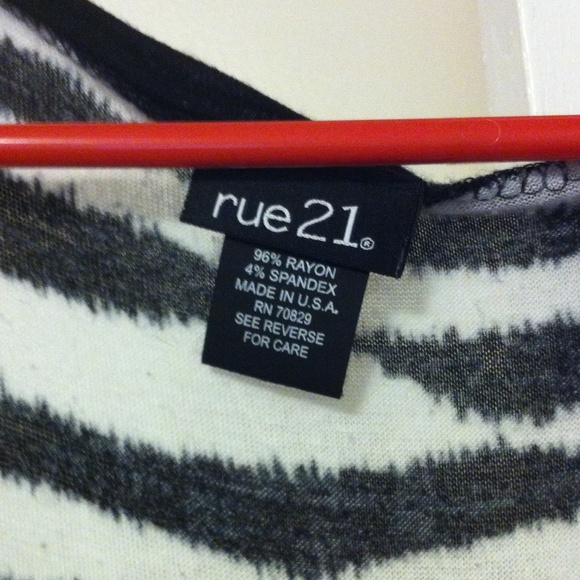 rue21®
96% RAYON
4% SPANDEX
MADE IN U.S.A.
RN 70829
SEE REVERSE
FOR CARE